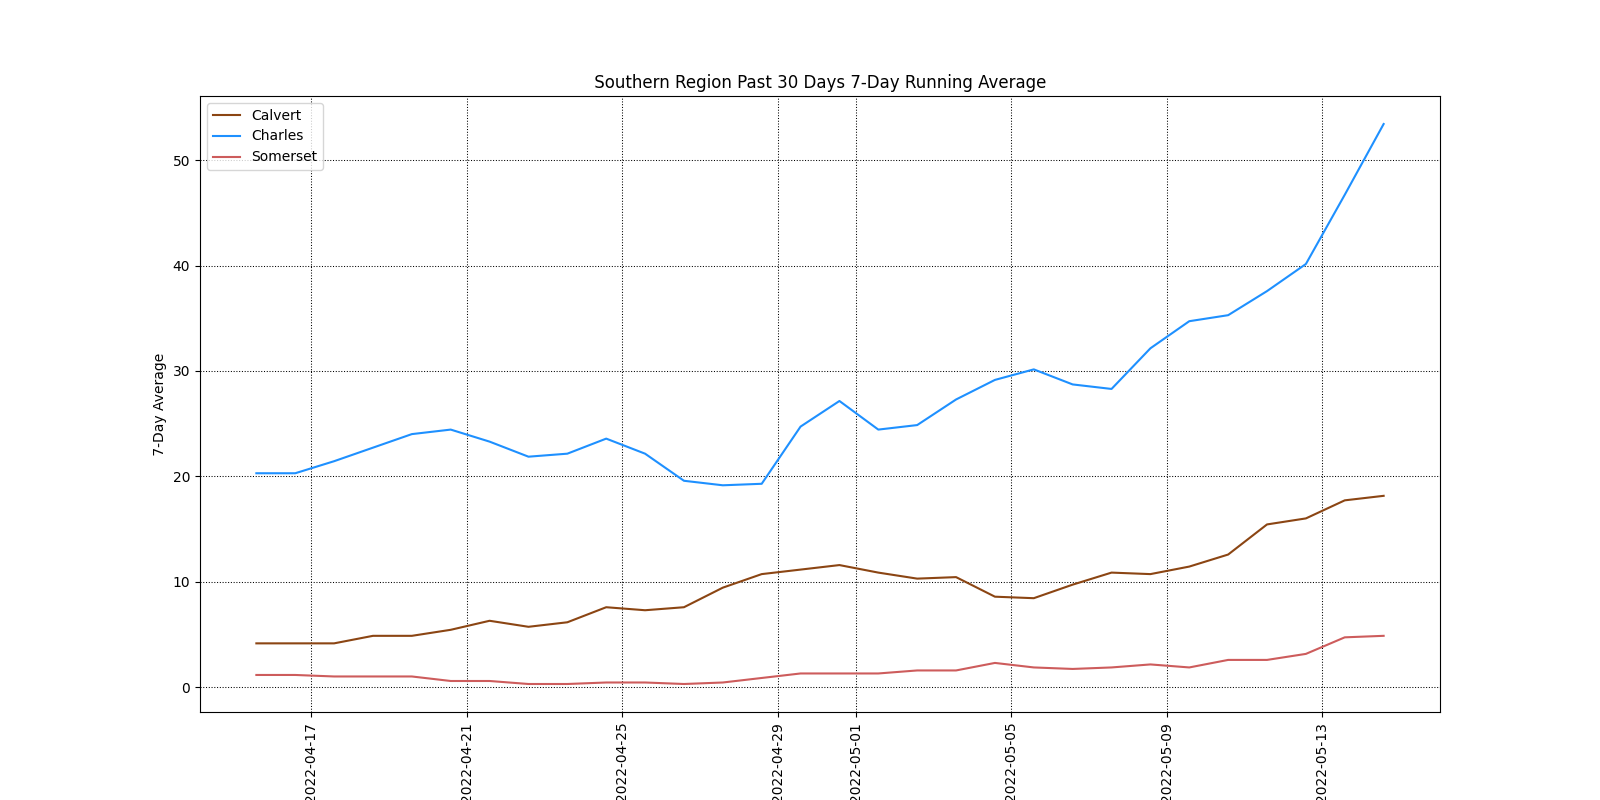 Southern Region Past 30 Days 7-Day Running Average
Calvert
Charles
Somerset
7-Day Average
50
40
30
20
10
0
2022-04-17
2022-04-21
2022-04-25
2022-04-29
2022-05-01
2022-05-05
2022-05-09
2022-05-13